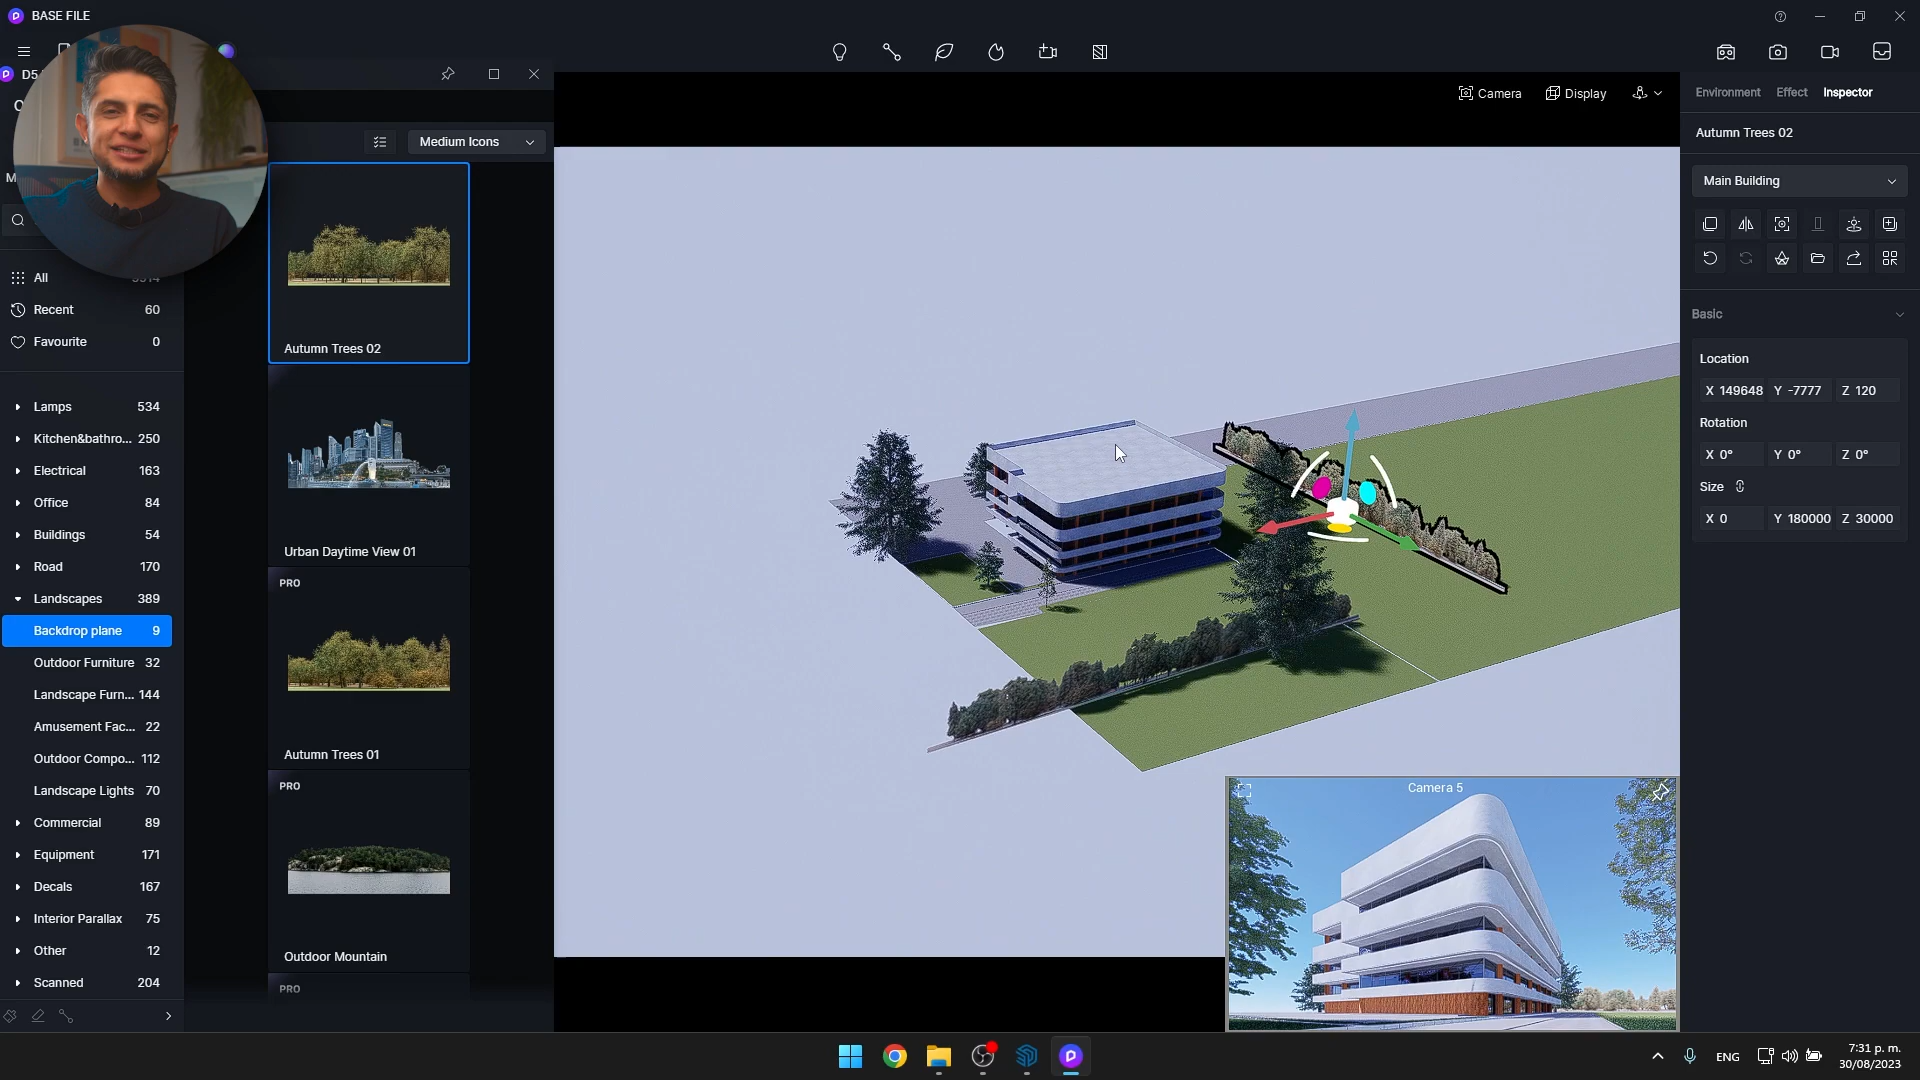 BASE FILE
D5
Camera
Display
Environment Effect Inspector
Autumn Trees 02
Medium Icons
Main Building
Autumn Trees 02
All
Recent 60
Favourite 0
Lamps 534
Kitchen&bathro... 250
Electrical 163
Office 84
Buildings 54
Road 170
Landscapes 389
Backdrop plane 9
Outdoor Furniture 32
Landscape Furn... 144
Amusement Fac... 22
Outdoor Compo... 112
Landscape Lights 70
Commercial 89
Equipment 171
Decals 167
Interior Parallax 75
Other 12
Scanned 204
Urban Daytime View 01
PRO
Autumn Trees 01
PRO
Outdoor Mountain
PRO
Basic
Location
X 149648 Y -7777 Z 120
Rotation
X 0° Y 0° Z 0°
Size
X 0 Y 180000 Z 30000
Camera 5
ENG
7:31 p. m.
30/08/2023